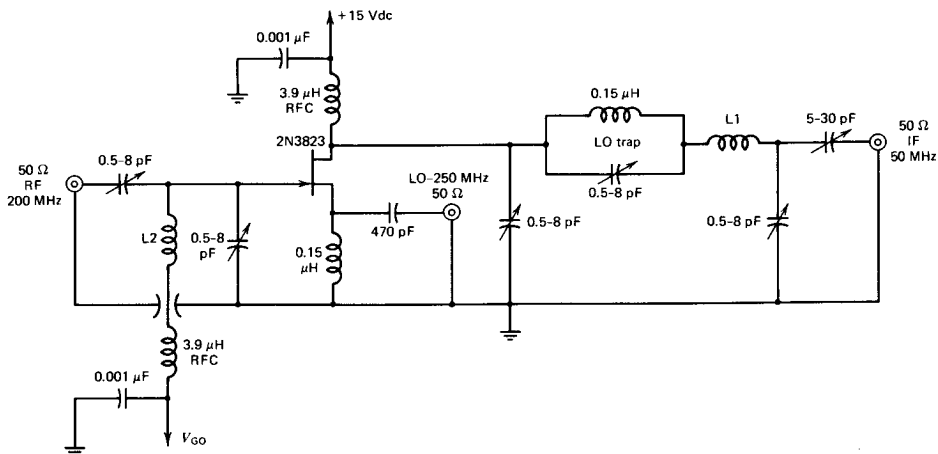 +15 Vdc
0.001 μF
3.9 μH
RFC
2N3823
50 Ω
RF
200 MHz
0.5-8 pF
L2
0.5-8
pF
0.15
μH
LO-250 MHz
50 Ω
470 pF
0.5-8 pF
0.15 μH
LO trap
0.5-8 pF
L1
5-30 pF
0.5-8 pF
50 Ω
IF
50 MHz
3.9 μH
RFC
0.001 μF
VGO